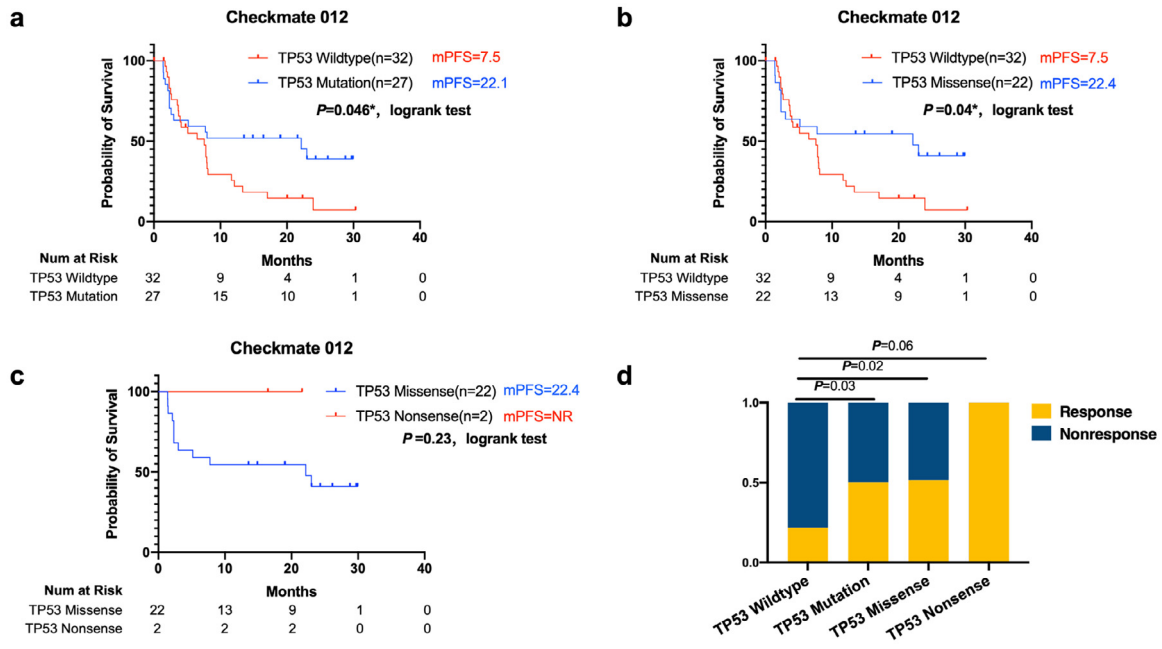 a
Checkmate 012
Probability of Survival
100
50
0
TP53 Wildtype(n=32) mPFS=7.5
TP53 Mutation(n=27) mPFS=22.1
P=0.046*, logrank test
0 10 20 30 40
Num at Risk Months
TP53 Wildtype 32 9 4 1 0
TP53 Mutation 27 15 10 1 0
b
Checkmate 012
Probability of Survival
100
50
0
TP53 Wildtype(n=32) mPFS=7.5
TP53 Missense(n=22) mPFS=22.4
P=0.04*, logrank test
0 10 20 30 40
Num at Risk Months
TP53 Wildtype 32 9 4 1 0
TP53 Missense 22 13 9 1 0
c
Checkmate 012
Probability of Survival
100
50
0
TP53 Missense(n=22) mPFS=22.4
TP53 Nonsense(n=2) mPFS=NR
P=0.23, logrank test
0 10 20 30 40
Num at Risk Months
TP53 Missense 22 13 9 1 0
TP53 Nonsense 2 2 2 0 0
d
P=0.06
P=0.02
P=0.03
1.0
0.5
0.0
Response
Nonresponse
TP53 Wildtype
TP53 Mutation
TP53 Missense
TP53 Nonsense